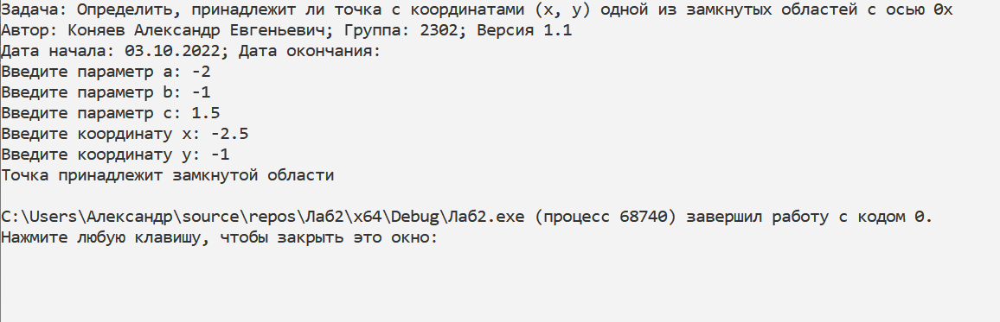 Задача: Определить, принадлежит ли точка с координатами (x, y) одной из замкнутых областей с осью 0x
Автор: Коняев Александр Евгеньевич; Группа: 2302; Версия 1.1
Дата начала: 03.10.2022; Дата окончания:
Введите параметр a: -2
Введите параметр b: -1
Введите параметр c: 1.5
Введите координату x: -2.5
Введите координату y: -1
Точка принадлежит замкнутой области
C:\Users\Александр\source\repos\Лаб2\x64\Debug\Лаб2.exe (процесс 68740) завершил работу с кодом 0.
Нажмите любую клавишу, чтобы закрыть это окно: